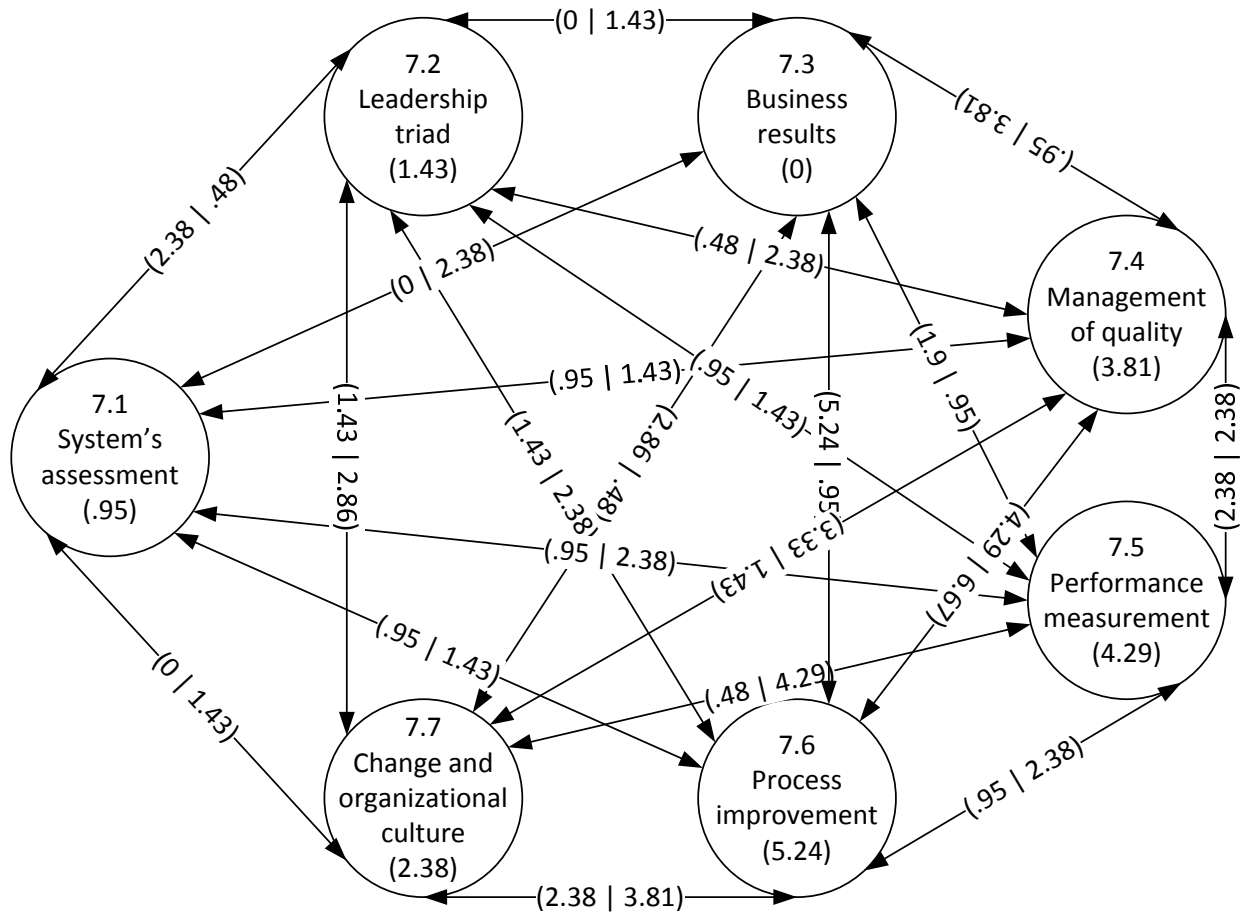 (0 | 1.43)
7.2
Leadership
triad
(1.43)
7.3
Business
results
(0)
(.95 | 3.81)
(2.38 | .48)
(0 | 2.38)
(.48 | 2.38)
7.4
Management
of quality
(3.81)
(.95 | 1.43)
(.95 | 1.43)
(1.9 | .95)
7.1
System's
assessment
(.95)
(1.43 | 2.86)
(1.43 | 2.38)
(2.86 | .48)
(5.24 | .95)
(2.38 | 2.38)
(.95 | 2.38)
(3.33 | 1.43)
(4.29 | 6.67)
7.5
Performance
measurement
(4.29)
(.95 | 1.43)
(0 | 1.43)
(.48 | 4.29)
7.7
Change and
organizational
culture
(2.38)
7.6
Process
improvement
(5.24)
(.95 | 2.38)
(2.38 | 3.81)